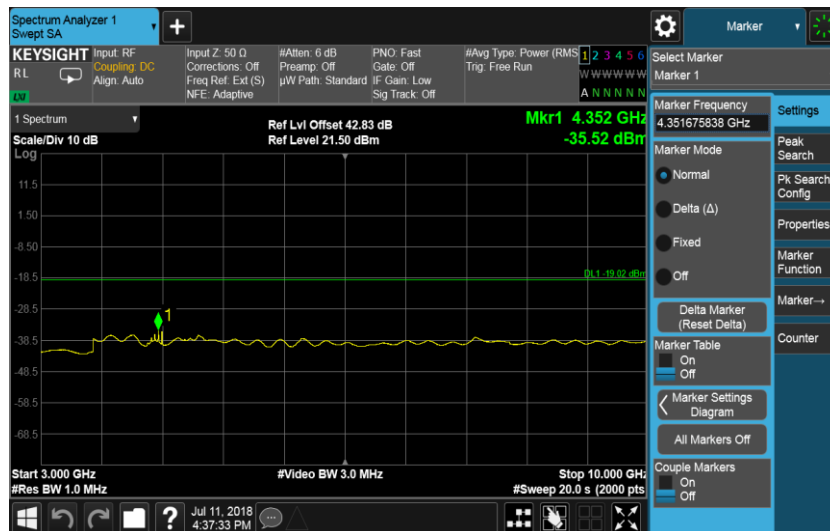 Spectrum Analyzer 1
Swept SA
+
Marker
KEYSIGHT
RL
LXI
Input: RF
Coupling: DC
Align: Auto
Input Z: 50 Ω
Corrections: Off
Freq Ref: Ext (S)
NFE: Adaptive
#Atten: 6 dB
Preamp: Off
µW Path: Standard
PNO: Fast
Gate: Off
IF Gain: Low
Sig Track: Off
#Avg Type: Power (RMS
Trig: Free Run
1 2 3 4 5 6
W W W W W W
A N N N N N
1 Spectrum
Scale/Div 10 dB
Log
Ref Lvl Offset 42.83 dB
Ref Level 21.50 dBm
Mkr1 4.352 GHz
-35.52 dBm
11.5
1.50
-8.50
-18.5
DL1 -19.02 dBm
-28.5
1
-38.5
-48.5
-58.5
-68.5
Start 3.000 GHz
#Res BW 1.0 MHz
#Video BW 3.0 MHz
Stop 10.000 GHz
#Sweep 20.0 s (2000 pts
?
Jul 11, 2018
4:37:33 PM
Select Marker
Marker 1
Marker Frequency
4.351675838 GHz
Marker Mode
Normal
Delta (Δ)
Fixed
Off
Delta Marker
(Reset Delta)
Marker Table
On
Off
Marker Settings
Diagram
All Markers Off
Couple Markers
On
Off
Settings
Peak
Search
Pk Search
Config
Properties
Marker
Function
Marker→
Counter